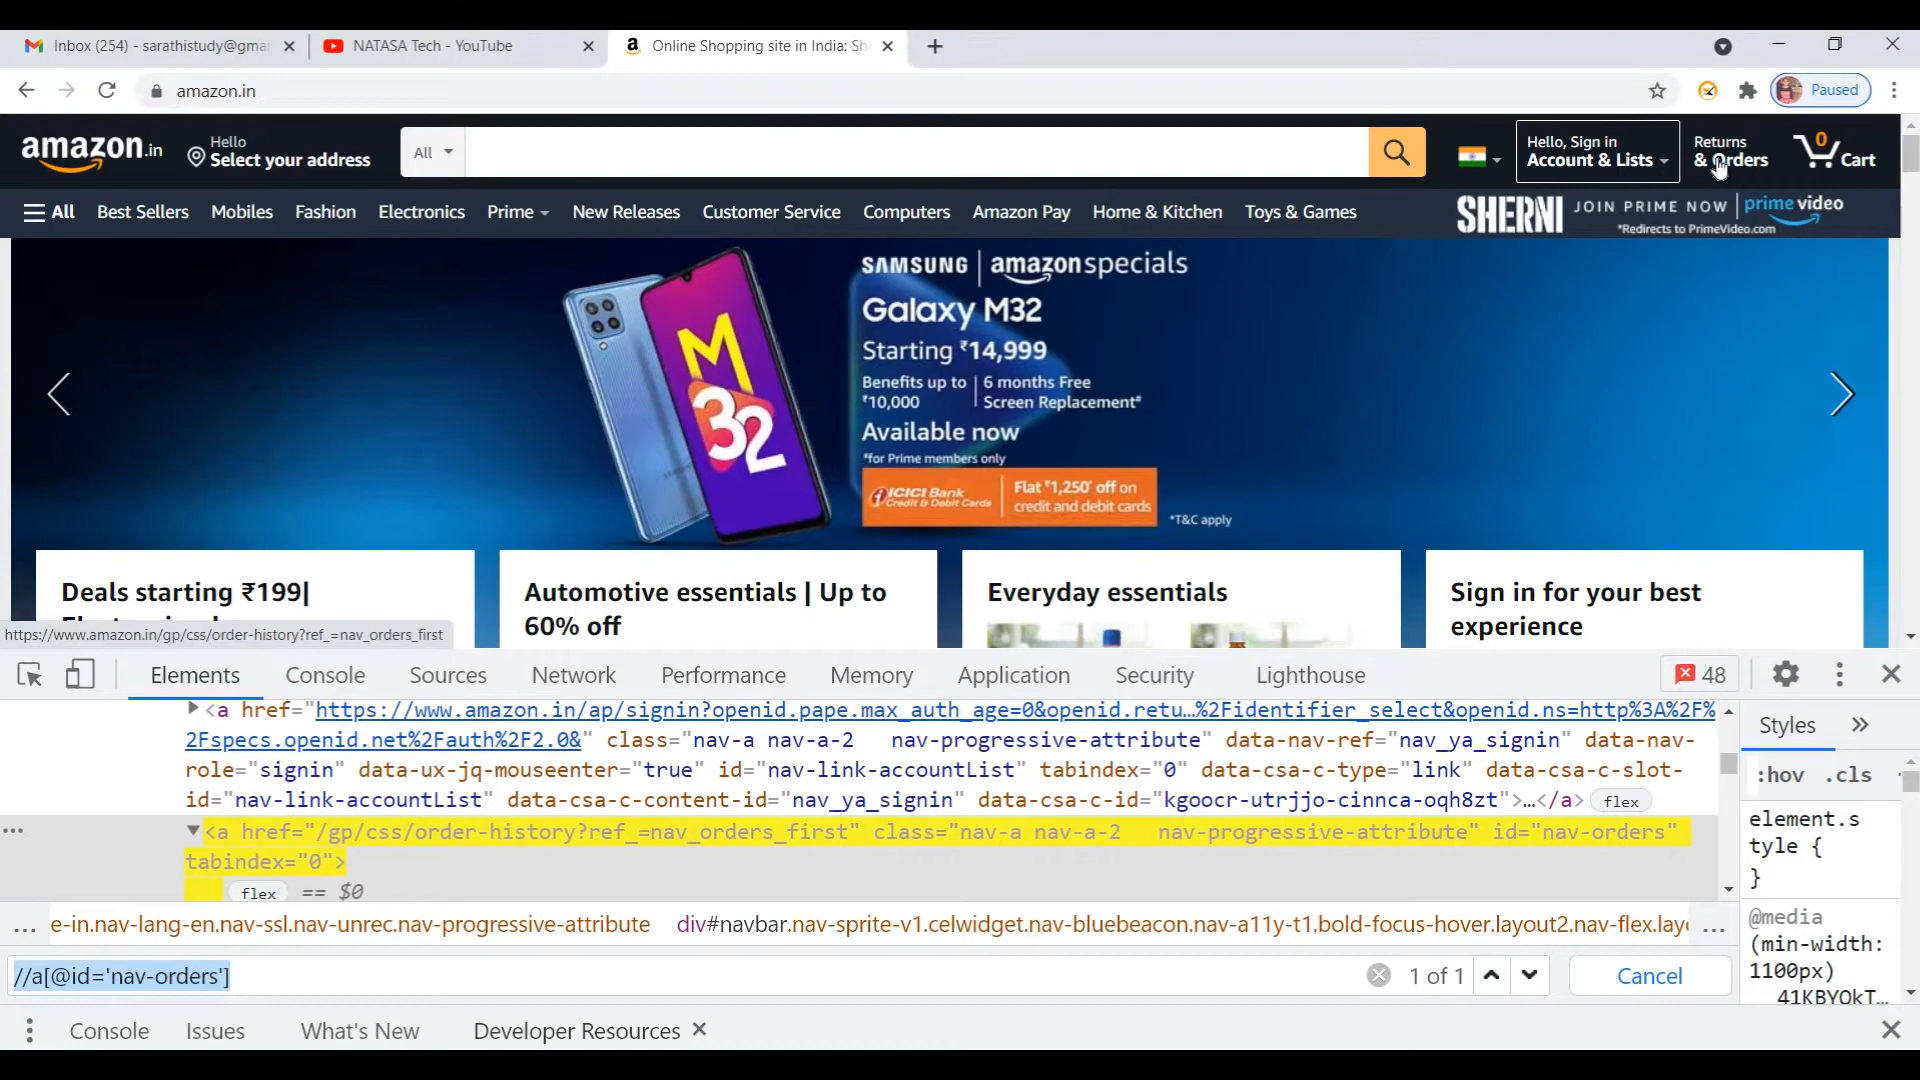 Inbox (254) - sarathistudy@gma
NATASA Tech - YouTube
Online Shopping site in India: Sh
amazon.in
Paused
amazon.in
Hello
Select your address
All
Hello, Sign in
Account & Lists
Returns
& Orders
0
Cart
All
Best Sellers
Mobiles
Fashion
Electronics
Prime
New Releases
Customer Service
Computers
Amazon Pay
Home & Kitchen
Toys & Games
SHERNI
JOIN PRIME NOW
prime video
*Redirects to PrimeVideo.com
SAMSUNG | amazonspecials
Galaxy M32
Starting ₹14,999
Benefits up to
₹10,000
6 months Free
Screen Replacement#
Available now
*for Prime members only
ICICI Bank
Credit & Debit Cards
Flat ₹1,250* off on
credit and debit cards
*T&C apply
M
32
SAMSUNG
Deals starting ₹199|
Automotive essentials | Up to
60% off
Everyday essentials
Sign in for your best
experience
https://www.amazon.in/gp/css/order-history?ref_=nav_orders_first
Elements
Console
Sources
Network
Performance
Memory
Application
Security
Lighthouse
48
<a href="https://www.amazon.in/ap/signin?openid.pape.max_auth_age=0&openid.retu…%2Fidentifier_select&openid.ns=http%3A%2F%
2Fspecs.openid.net%2Fauth%2F2.0&" class="nav-a nav-a-2   nav-progressive-attribute" data-nav-ref="nav_ya_signin" data-nav-
role="signin" data-ux-jq-mouseenter="true" id="nav-link-accountList" tabindex="0" data-csa-c-type="link" data-csa-c-slot-
id="nav-link-accountList" data-csa-c-content-id="nav_ya_signin" data-csa-c-id="kgoocr-utrjjo-cinnca-oqh8zt">…</a> flex
<a href="/gp/css/order-history?ref_=nav_orders_first" class="nav-a nav-a-2   nav-progressive-attribute" id="nav-orders"
tabindex="0">
flex == $0
... e-in.nav-lang-en.nav-ssl.nav-unrec.nav-progressive-attribute
div#navbar.nav-sprite-v1.celwidget.nav-bluebeacon.nav-a11y-t1.bold-focus-hover.layout2.nav-flex.laye ...
//a[@id='nav-orders']
1 of 1
Cancel
Styles
:hov .cls
element.s
tyle {
}
@media
(min-width:
1100px)
41KBYOkT…
Console
Issues
What's New
Developer Resources